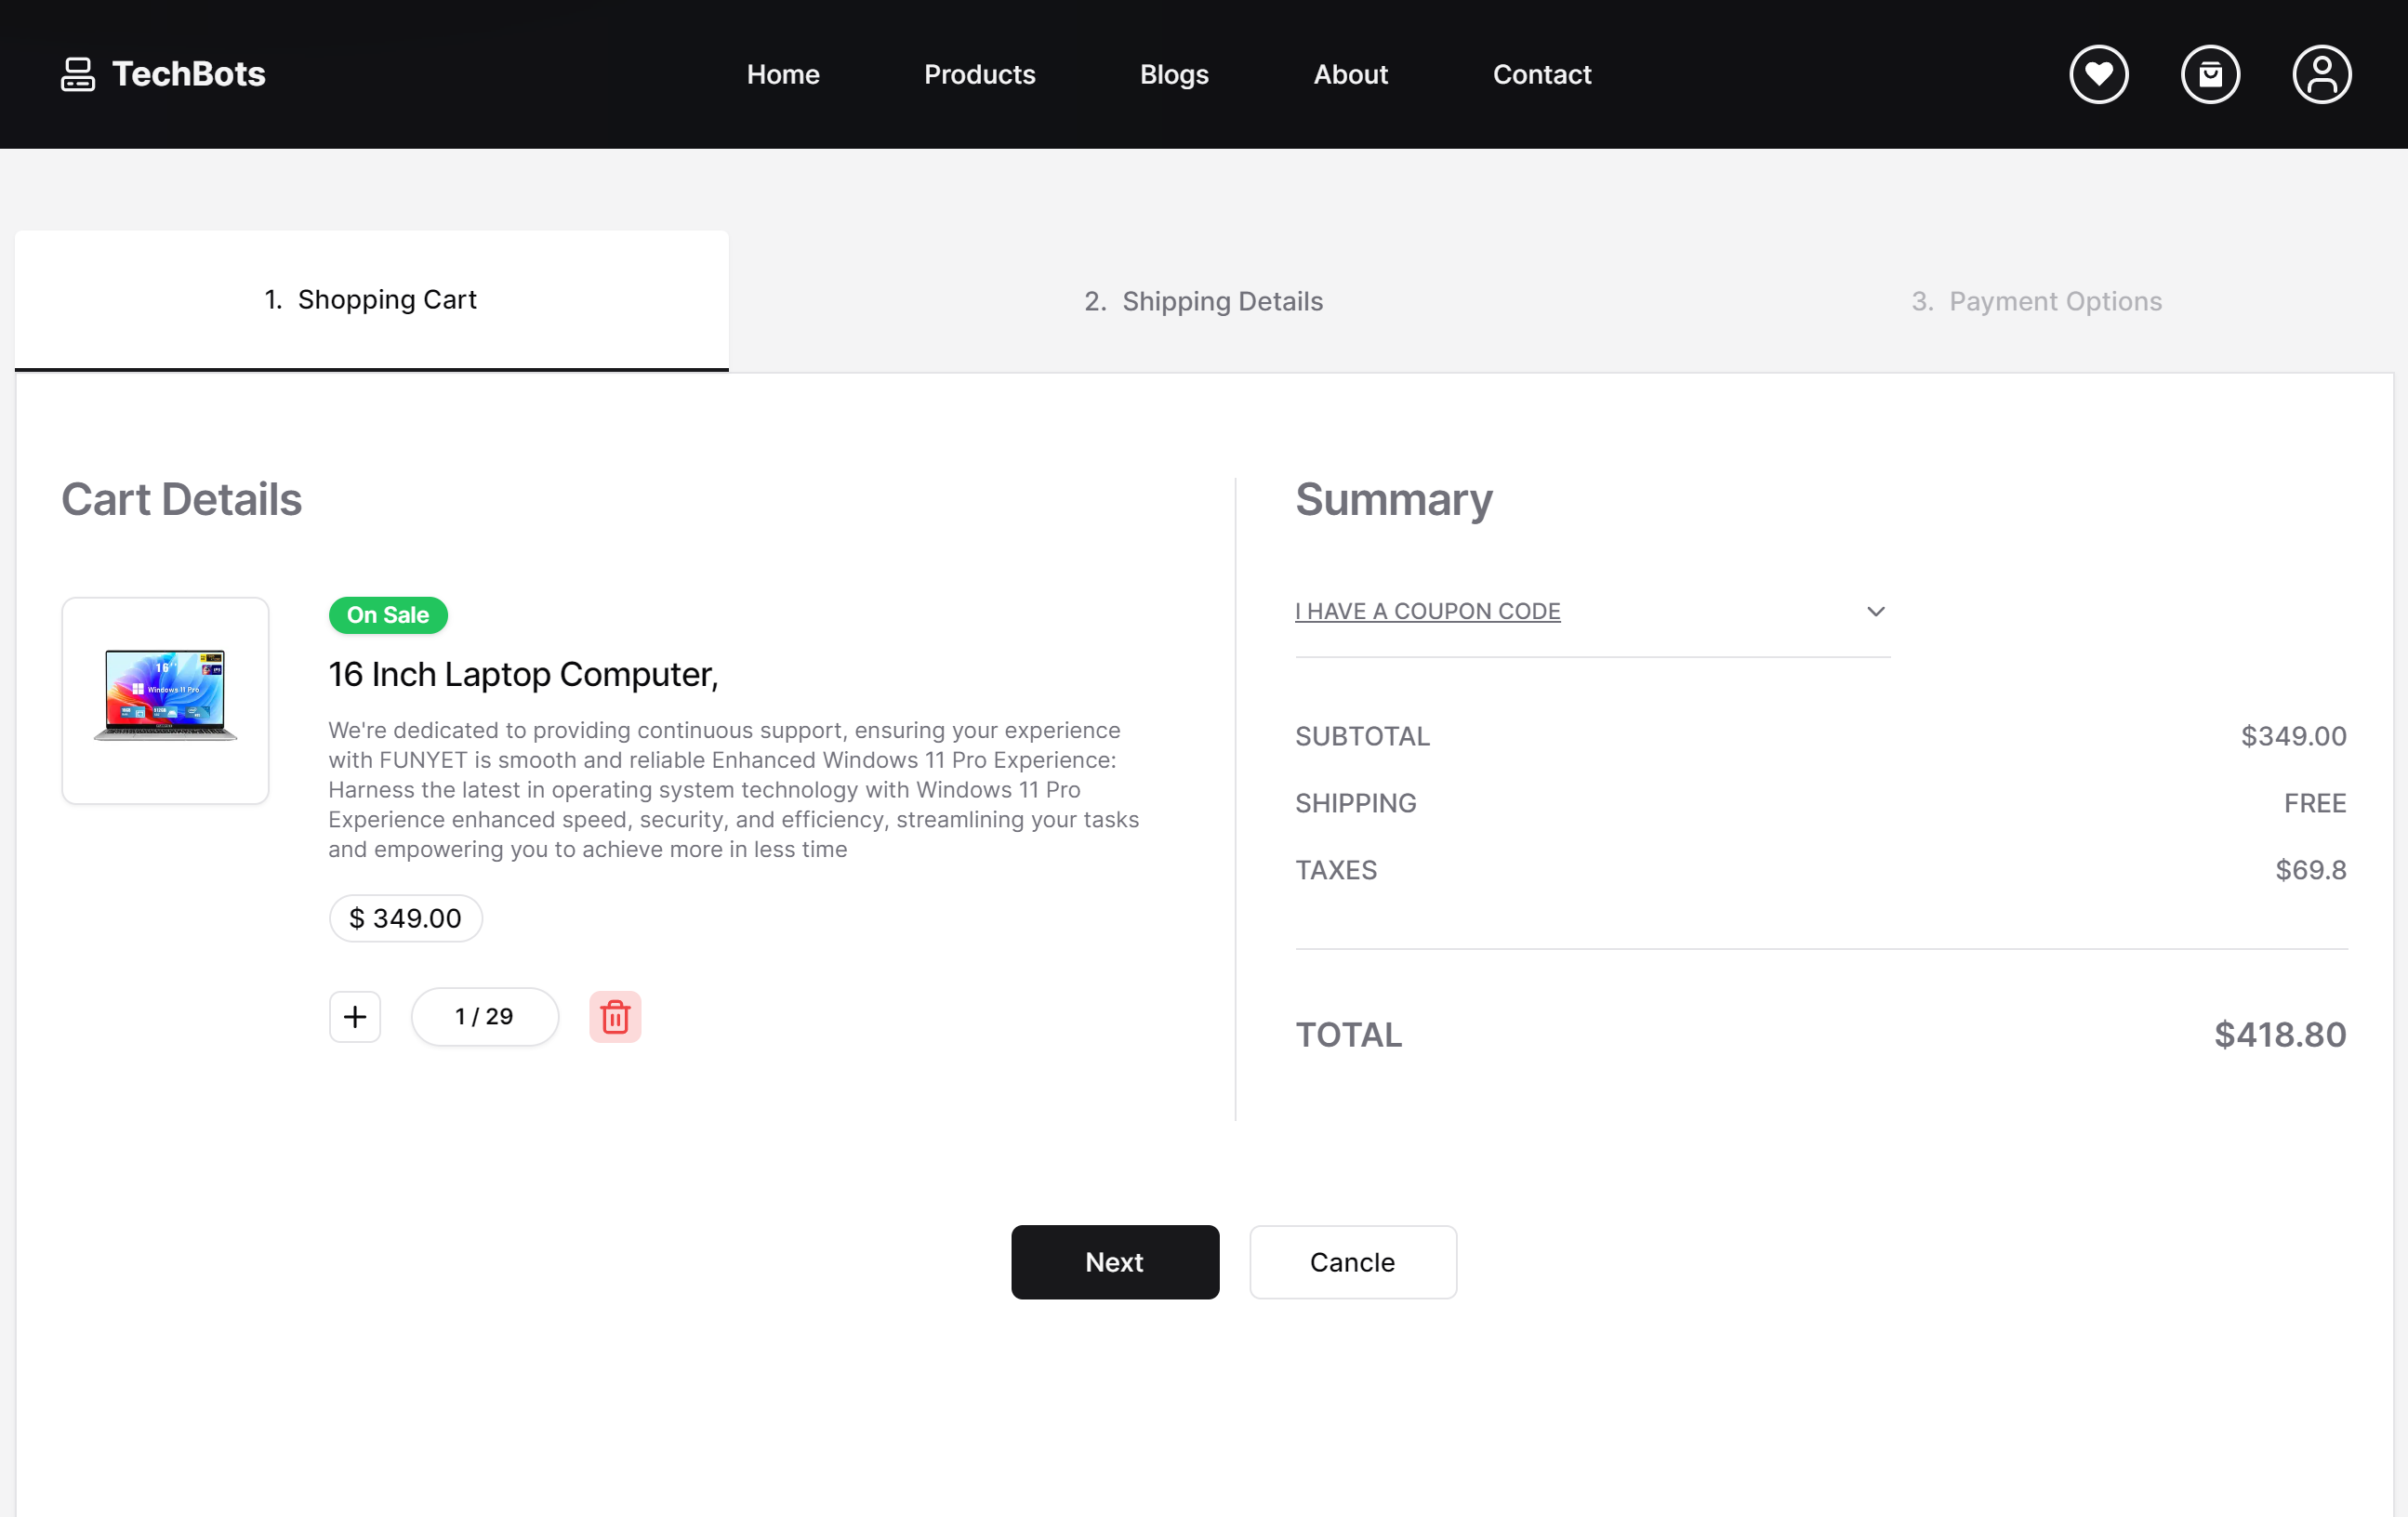 TechBots
Home
Products
Blogs
About
Contact
1. Shopping Cart
2. Shipping Details
3. Payment Options
Cart Details
16''
Windows 11 Pro
On Sale
16 Inch Laptop Computer,
We're dedicated to providing continuous support, ensuring your experience
with FUNYET is smooth and reliable Enhanced Windows 11 Pro Experience:
Harness the latest in operating system technology with Windows 11 Pro
Experience enhanced speed, security, and efficiency, streamlining your tasks
and empowering you to achieve more in less time
$ 349.00
1 / 29
Summary
I HAVE A COUPON CODE
SUBTOTAL $349.00
SHIPPING FREE
TAXES $69.8
TOTAL $418.80
Next
Cancle